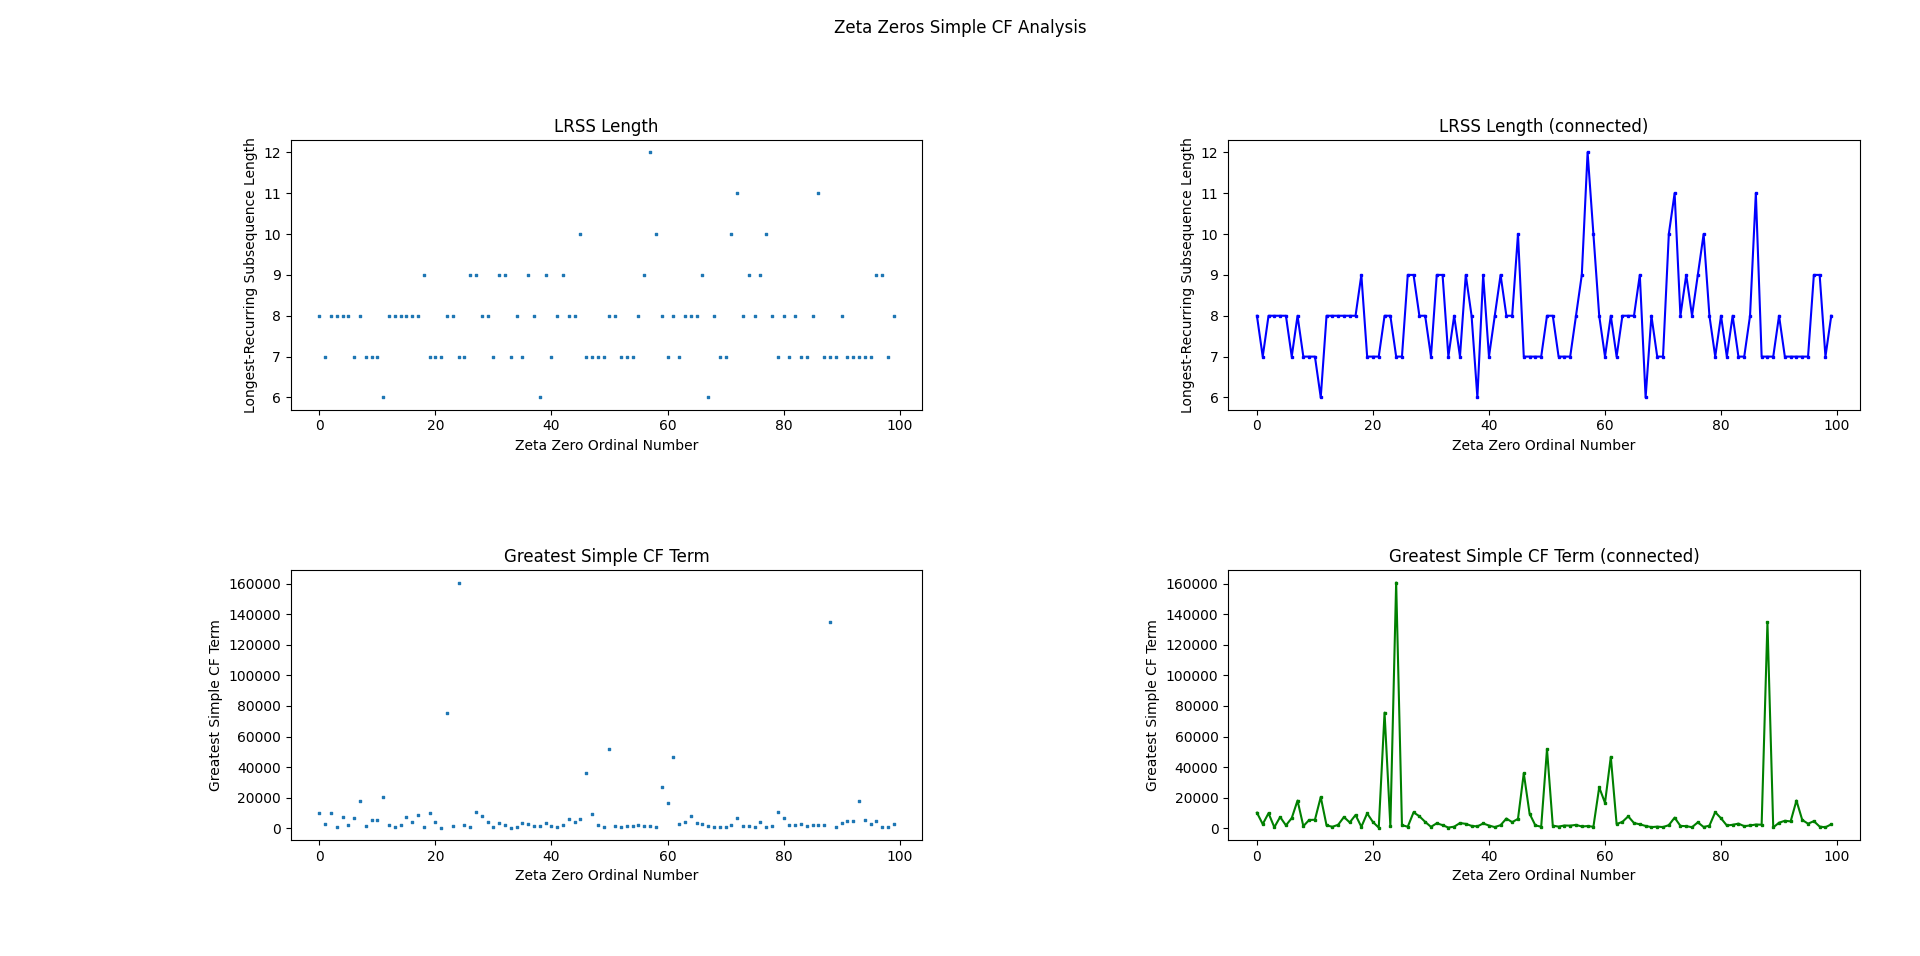 Zeta Zeros Simple CF Analysis
LRSS Length
Longest-Recurring Subsequence Length
12
11
10
9
8
7
6
0 20 40 60 80 100
Zeta Zero Ordinal Number
LRSS Length (connected)
Longest-Recurring Subsequence Length
12
11
10
9
8
7
6
0 20 40 60 80 100
Zeta Zero Ordinal Number
Greatest Simple CF Term
Greatest Simple CF Term
160000
140000
120000
100000
80000
60000
40000
20000
0
0 20 40 60 80 100
Zeta Zero Ordinal Number
Greatest Simple CF Term (connected)
Greatest Simple CF Term
160000
140000
120000
100000
80000
60000
40000
20000
0
0 20 40 60 80 100
Zeta Zero Ordinal Number